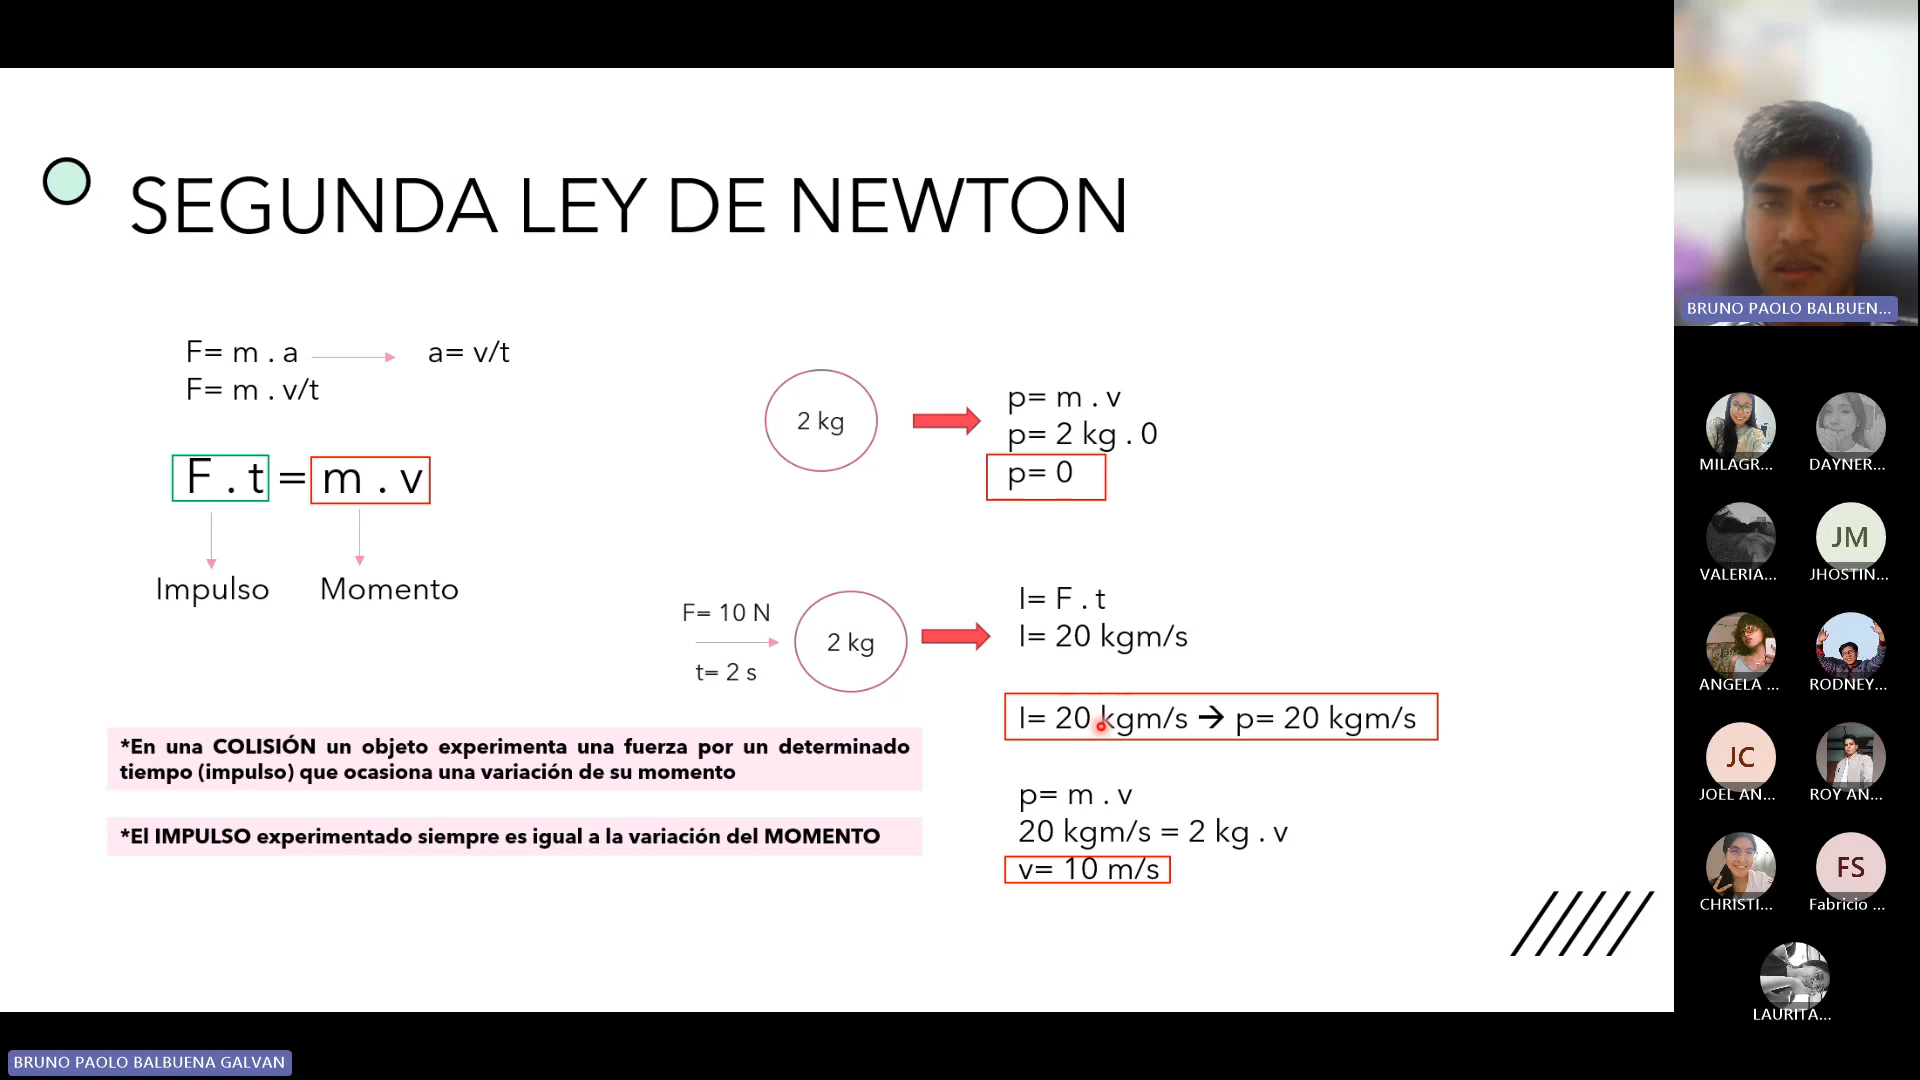 SEGUNDA LEY DE NEWTON
F= m . a
a= v/t
F= m . v/t
F . t = m . v
Impulso
Momento
2 kg
p= m . v
p= 2 kg . 0
p= 0
F= 10 N
t= 2 s
2 kg
I= F . t
I= 20 kgm/s
I= 20 kgm/s → p= 20 kgm/s
p= m . v
20 kgm/s = 2 kg . v
v= 10 m/s
*En una COLISIÓN un objeto experimenta una fuerza por un determinado
tiempo (impulso) que ocasiona una variación de su momento
*El IMPULSO experimentado siempre es igual a la variación del MOMENTO
BRUNO PAOLO BALBUEN...
MILAGR...
DAYNER...
VALERIA...
JM
JHOSTIN...
ANGELA ...
RODNEY...
JC
JOEL AN...
ROY AN...
CHRISTI...
FS
Fabricio ...
LAURITA...
BRUNO PAOLO BALBUENA GALVAN